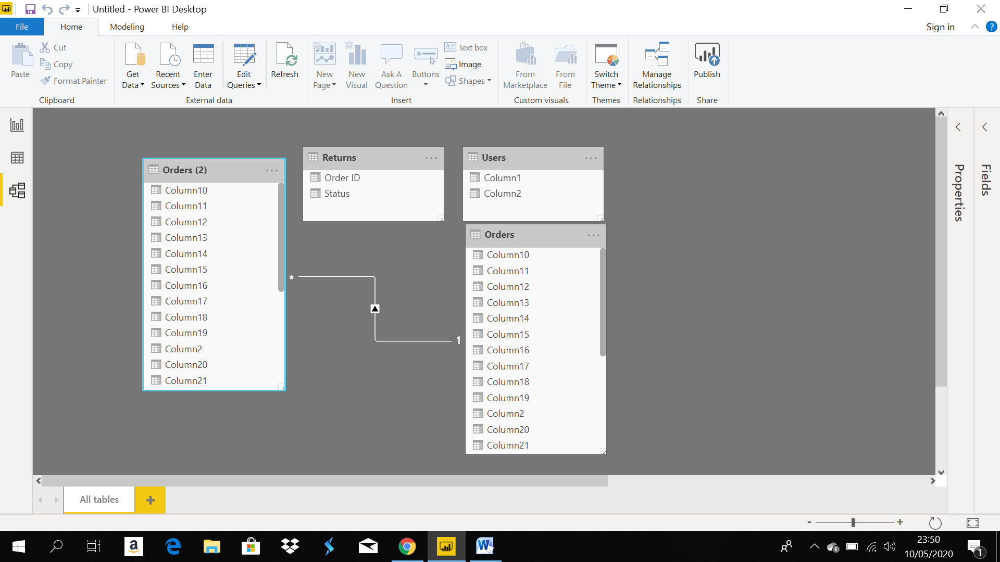 Untitled - Power BI Desktop
File Home Modeling Help Sign in ?
Paste Cut Copy Format Painter
Clipboard
Get Data Recent Sources Enter Data Edit Queries Refresh
External data
New Page New Visual Ask A Question Buttons Text box Image Shapes
Insert
From Marketplace From File
Custom visuals
Switch Theme
Themes
Manage Relationships
Relationships
Publish
Share
Orders (2)
Column10
Column11
Column12
Column13
Column14
Column15
Column16
Column17
Column18
Column19
Column2
Column20
Column21
Returns
Order ID
Status
Users
Column1
Column2
Orders
Column10
Column11
Column12
Column13
Column14
Column15
Column16
Column17
Column18
Column19
Column2
Column20
Column21
*
1
Properties
Fields
All tables +
- +
a W
23:50
10/05/2020
1